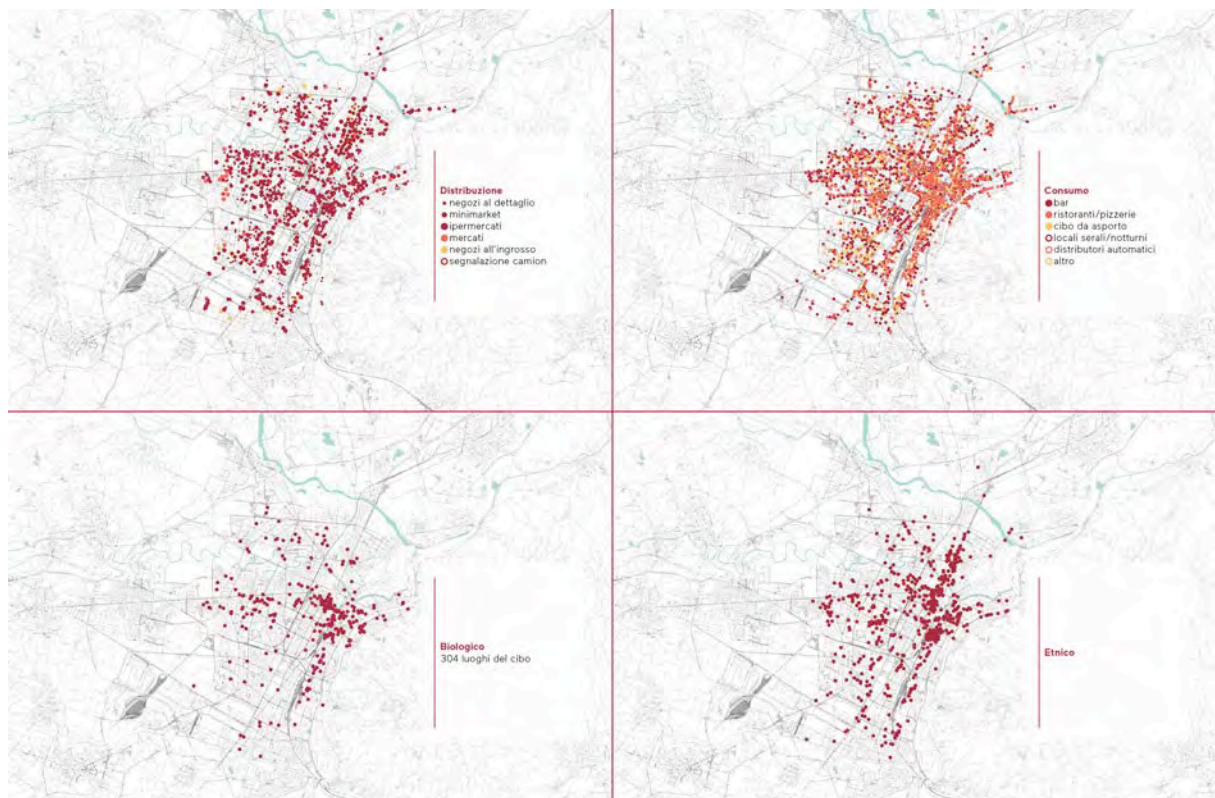 Distribuzione
negozi al dettaglio
minimarket
ipermercati
mercati
negozi all'ingrosso
segnalazione camion
Consumo
bar
ristoranti/pizzerie
cibo da asporto
locali serali/notturni
distributori automatici
altro
Biologico
304 luoghi del cibo
Etnico